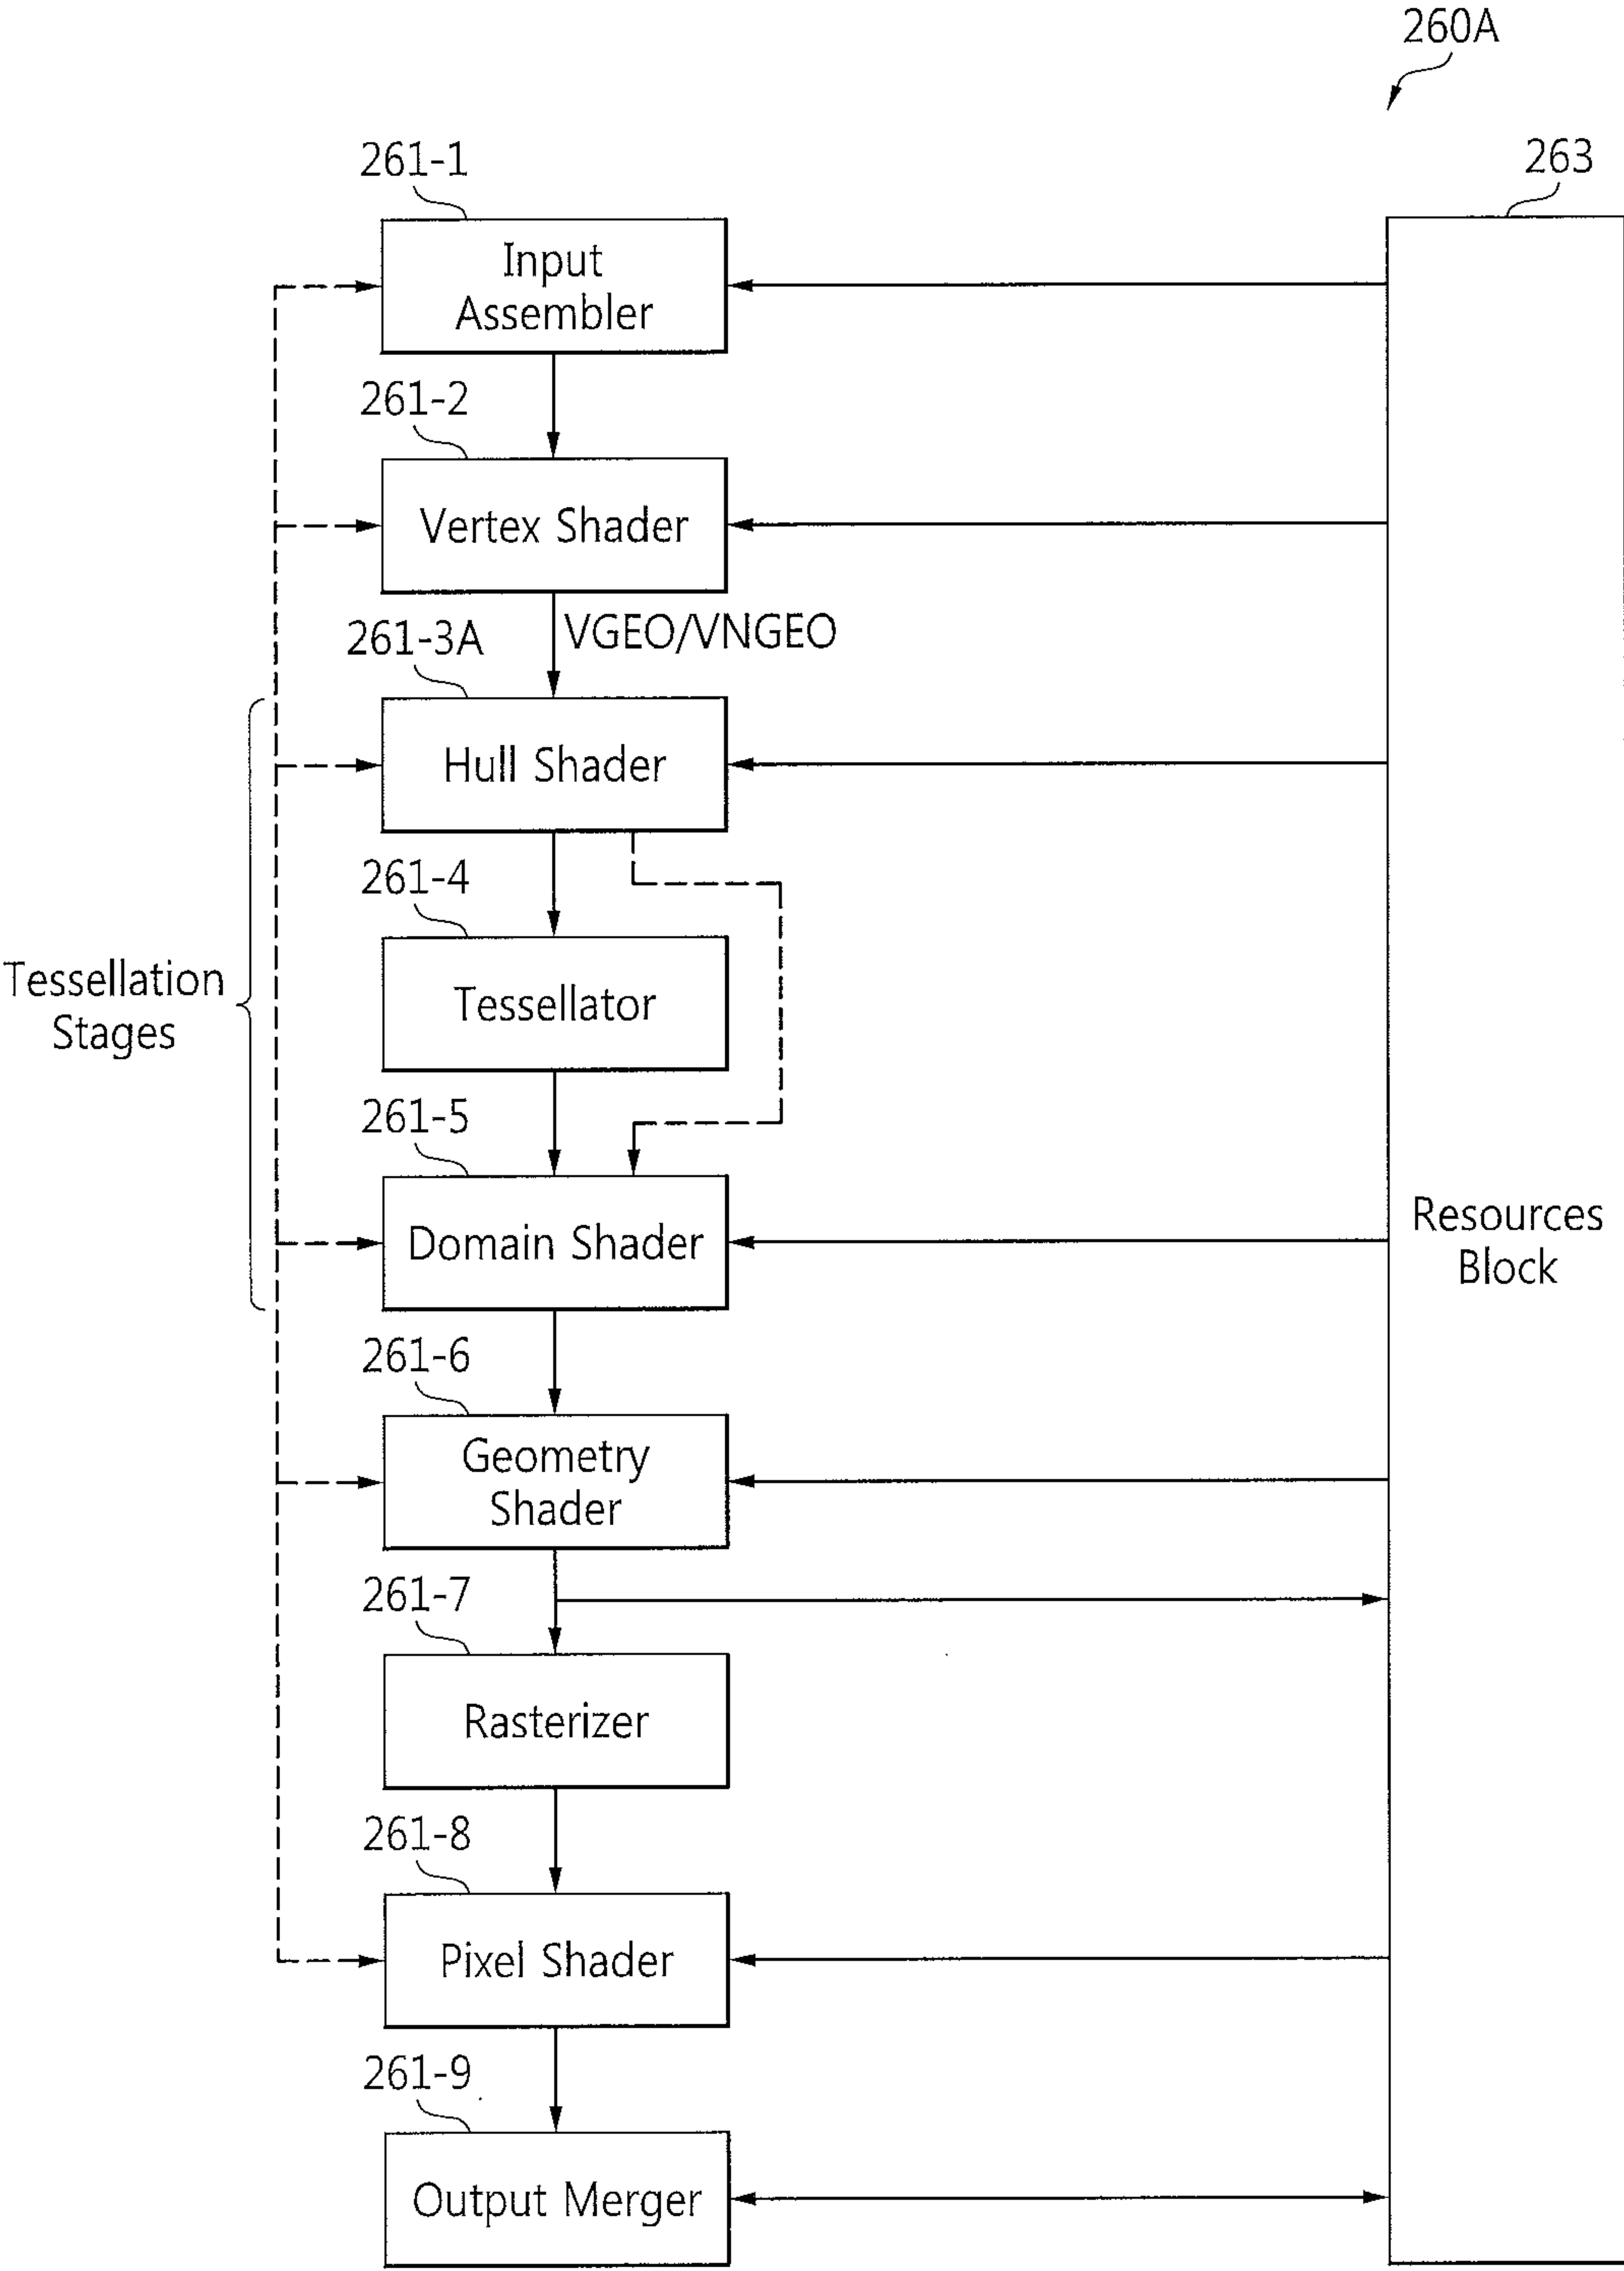 260A
263
261-1
Input
Assembler
261-2
Vertex Shader
VGEO/VNGEO
261-3A
Hull Shader
261-4
Tessellator
Tessellation
Stages
261-5
Domain Shader
Resources
Block
261-6
Geometry
Shader
261-7
Rasterizer
261-8
Pixel Shader
261-9
Output Merger